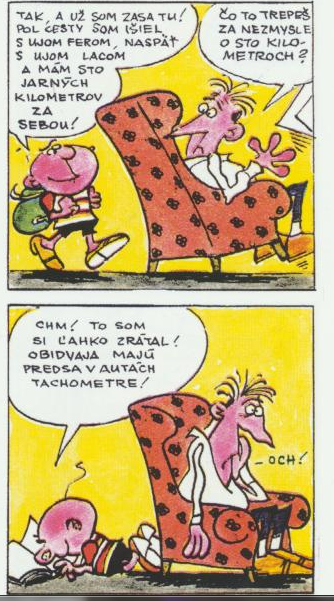 TAK, A UŽ SOM ZASA TU!
POL CESTY SOM IŠIEL
S UJOM FEROM, NASPÄŤ
S UJOM LACOM
A MÁM STO
JARNÝCH
KILOMETROV
ZA
SEBOU!
ČO TO TREPEŠ
ZA NEZMYSLE
O STO KILO-
METROCH?
CHM! TO SOM
SI ĽAHKO ZRÁTAL!
OBIDVAJA MAJÚ
PREDSA V AUTÁCH
TACHOMETRE!
- OCH!